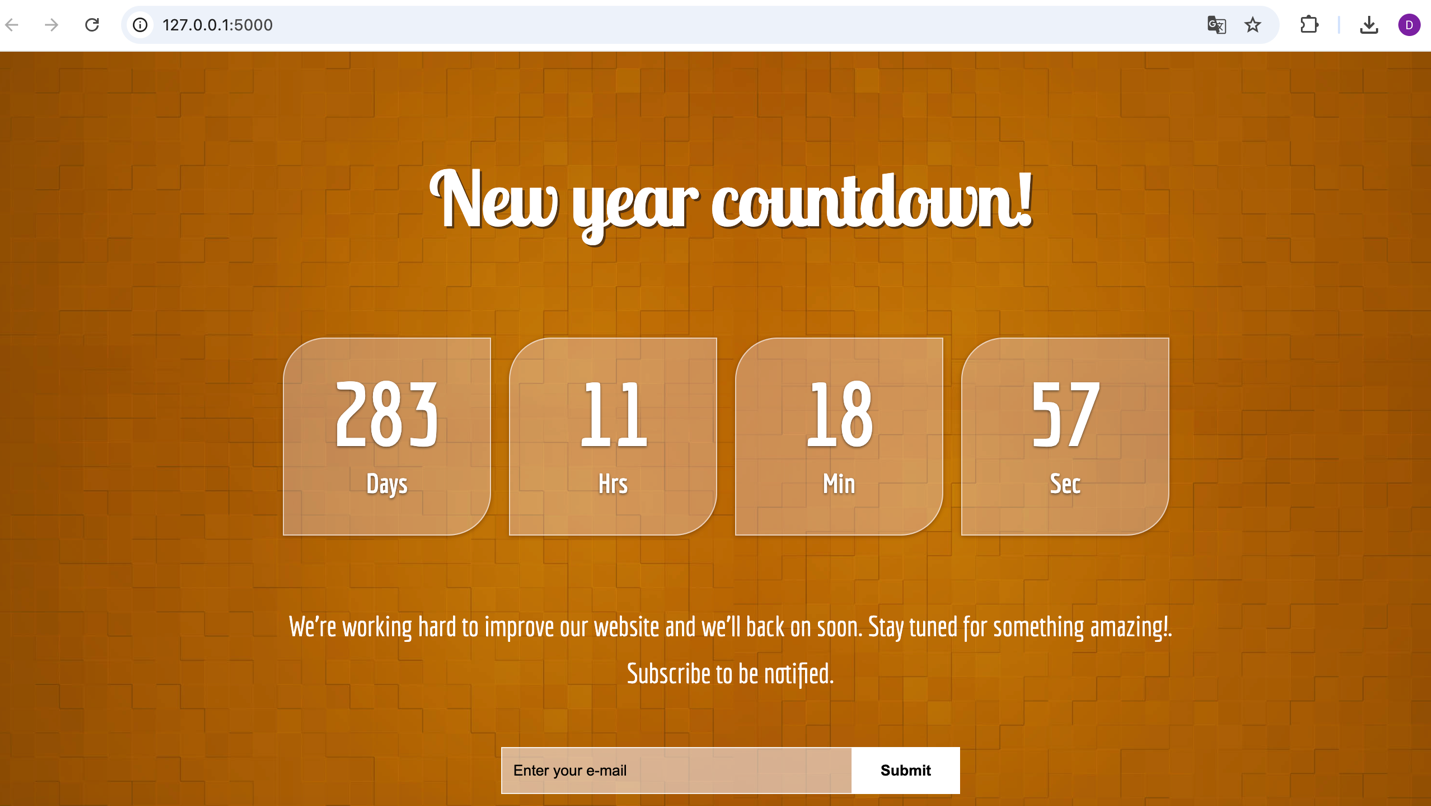 127.0.0.1:5000
D
New year countdown!
283 11 18 57
Days Hrs Min Sec
We're working hard to improve our website and we'll back on soon. Stay tuned for something amazing!.
Subscribe to be notified.
Enter your e-mail Submit